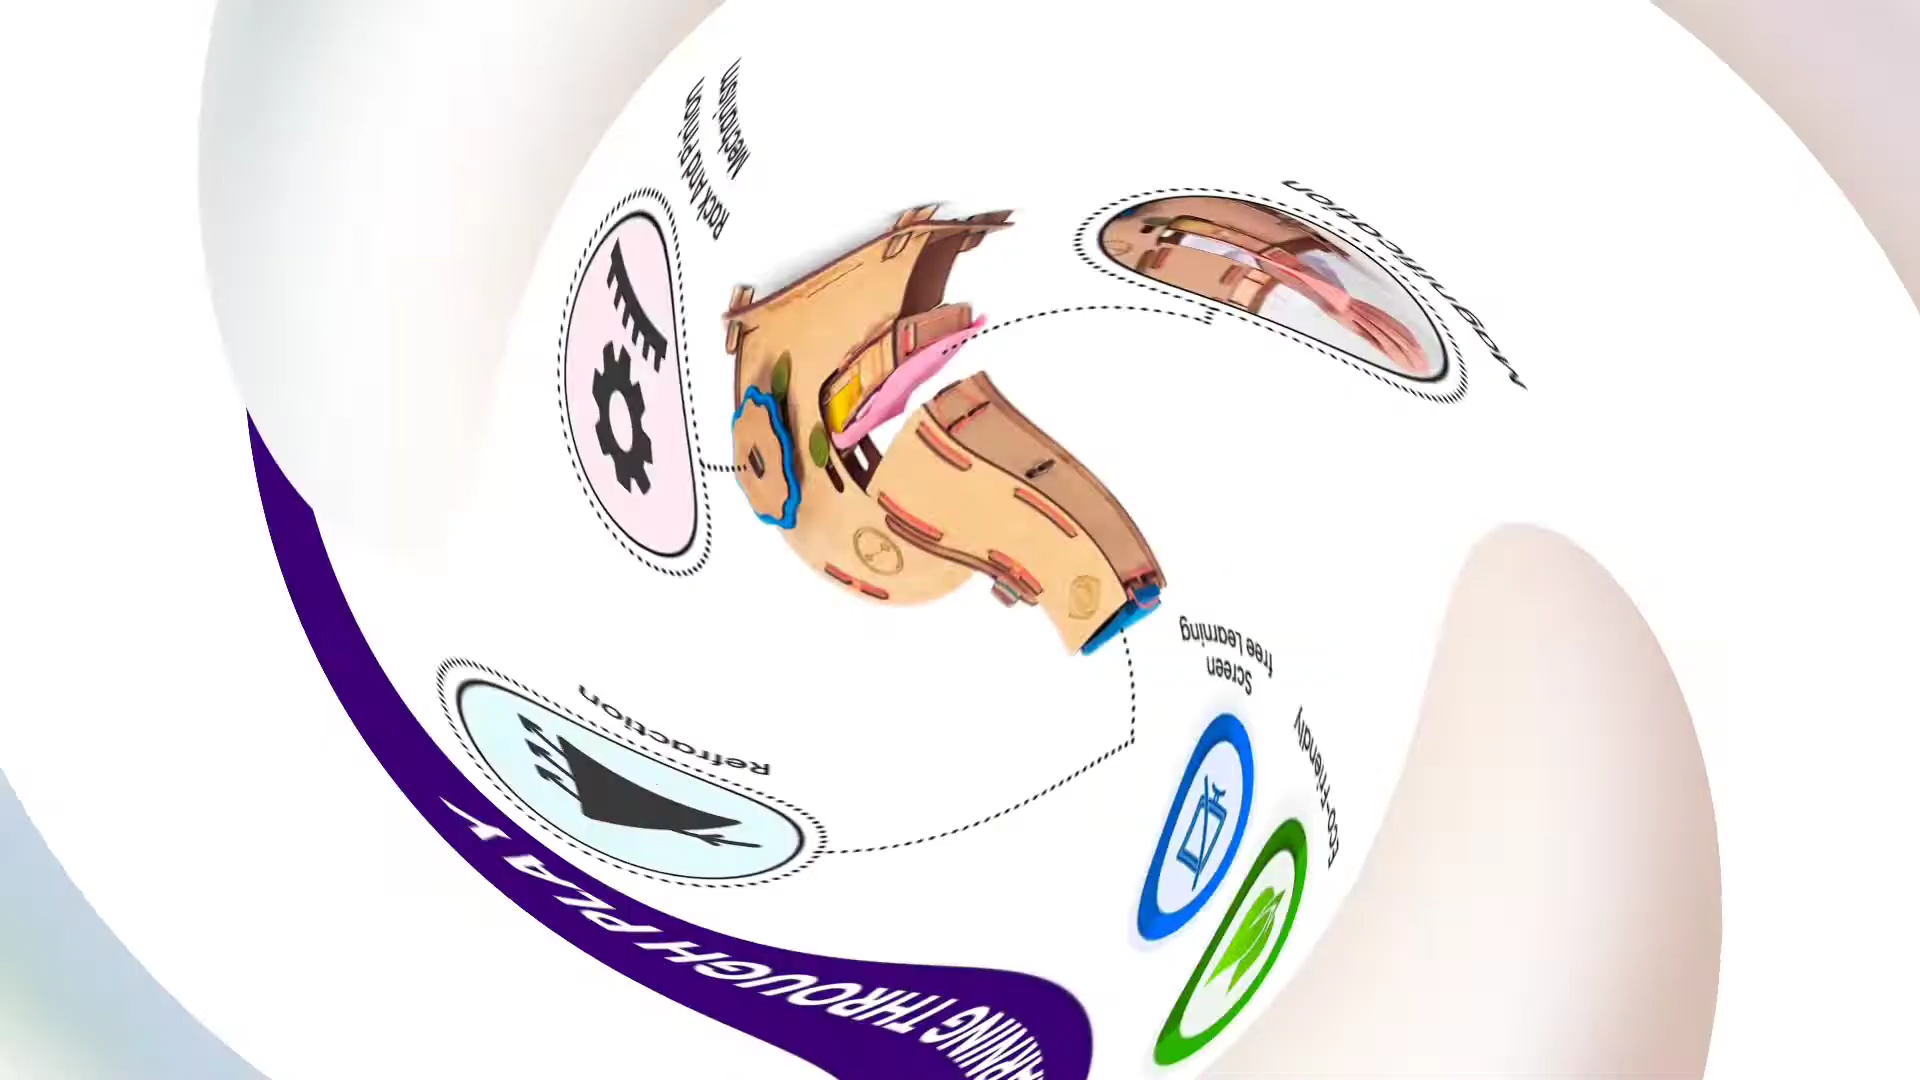 LEARNING THROUGH PLAY
Refraction
Rack And Pinion
Mechanism
Screen
free Learning
Eco-Friendly